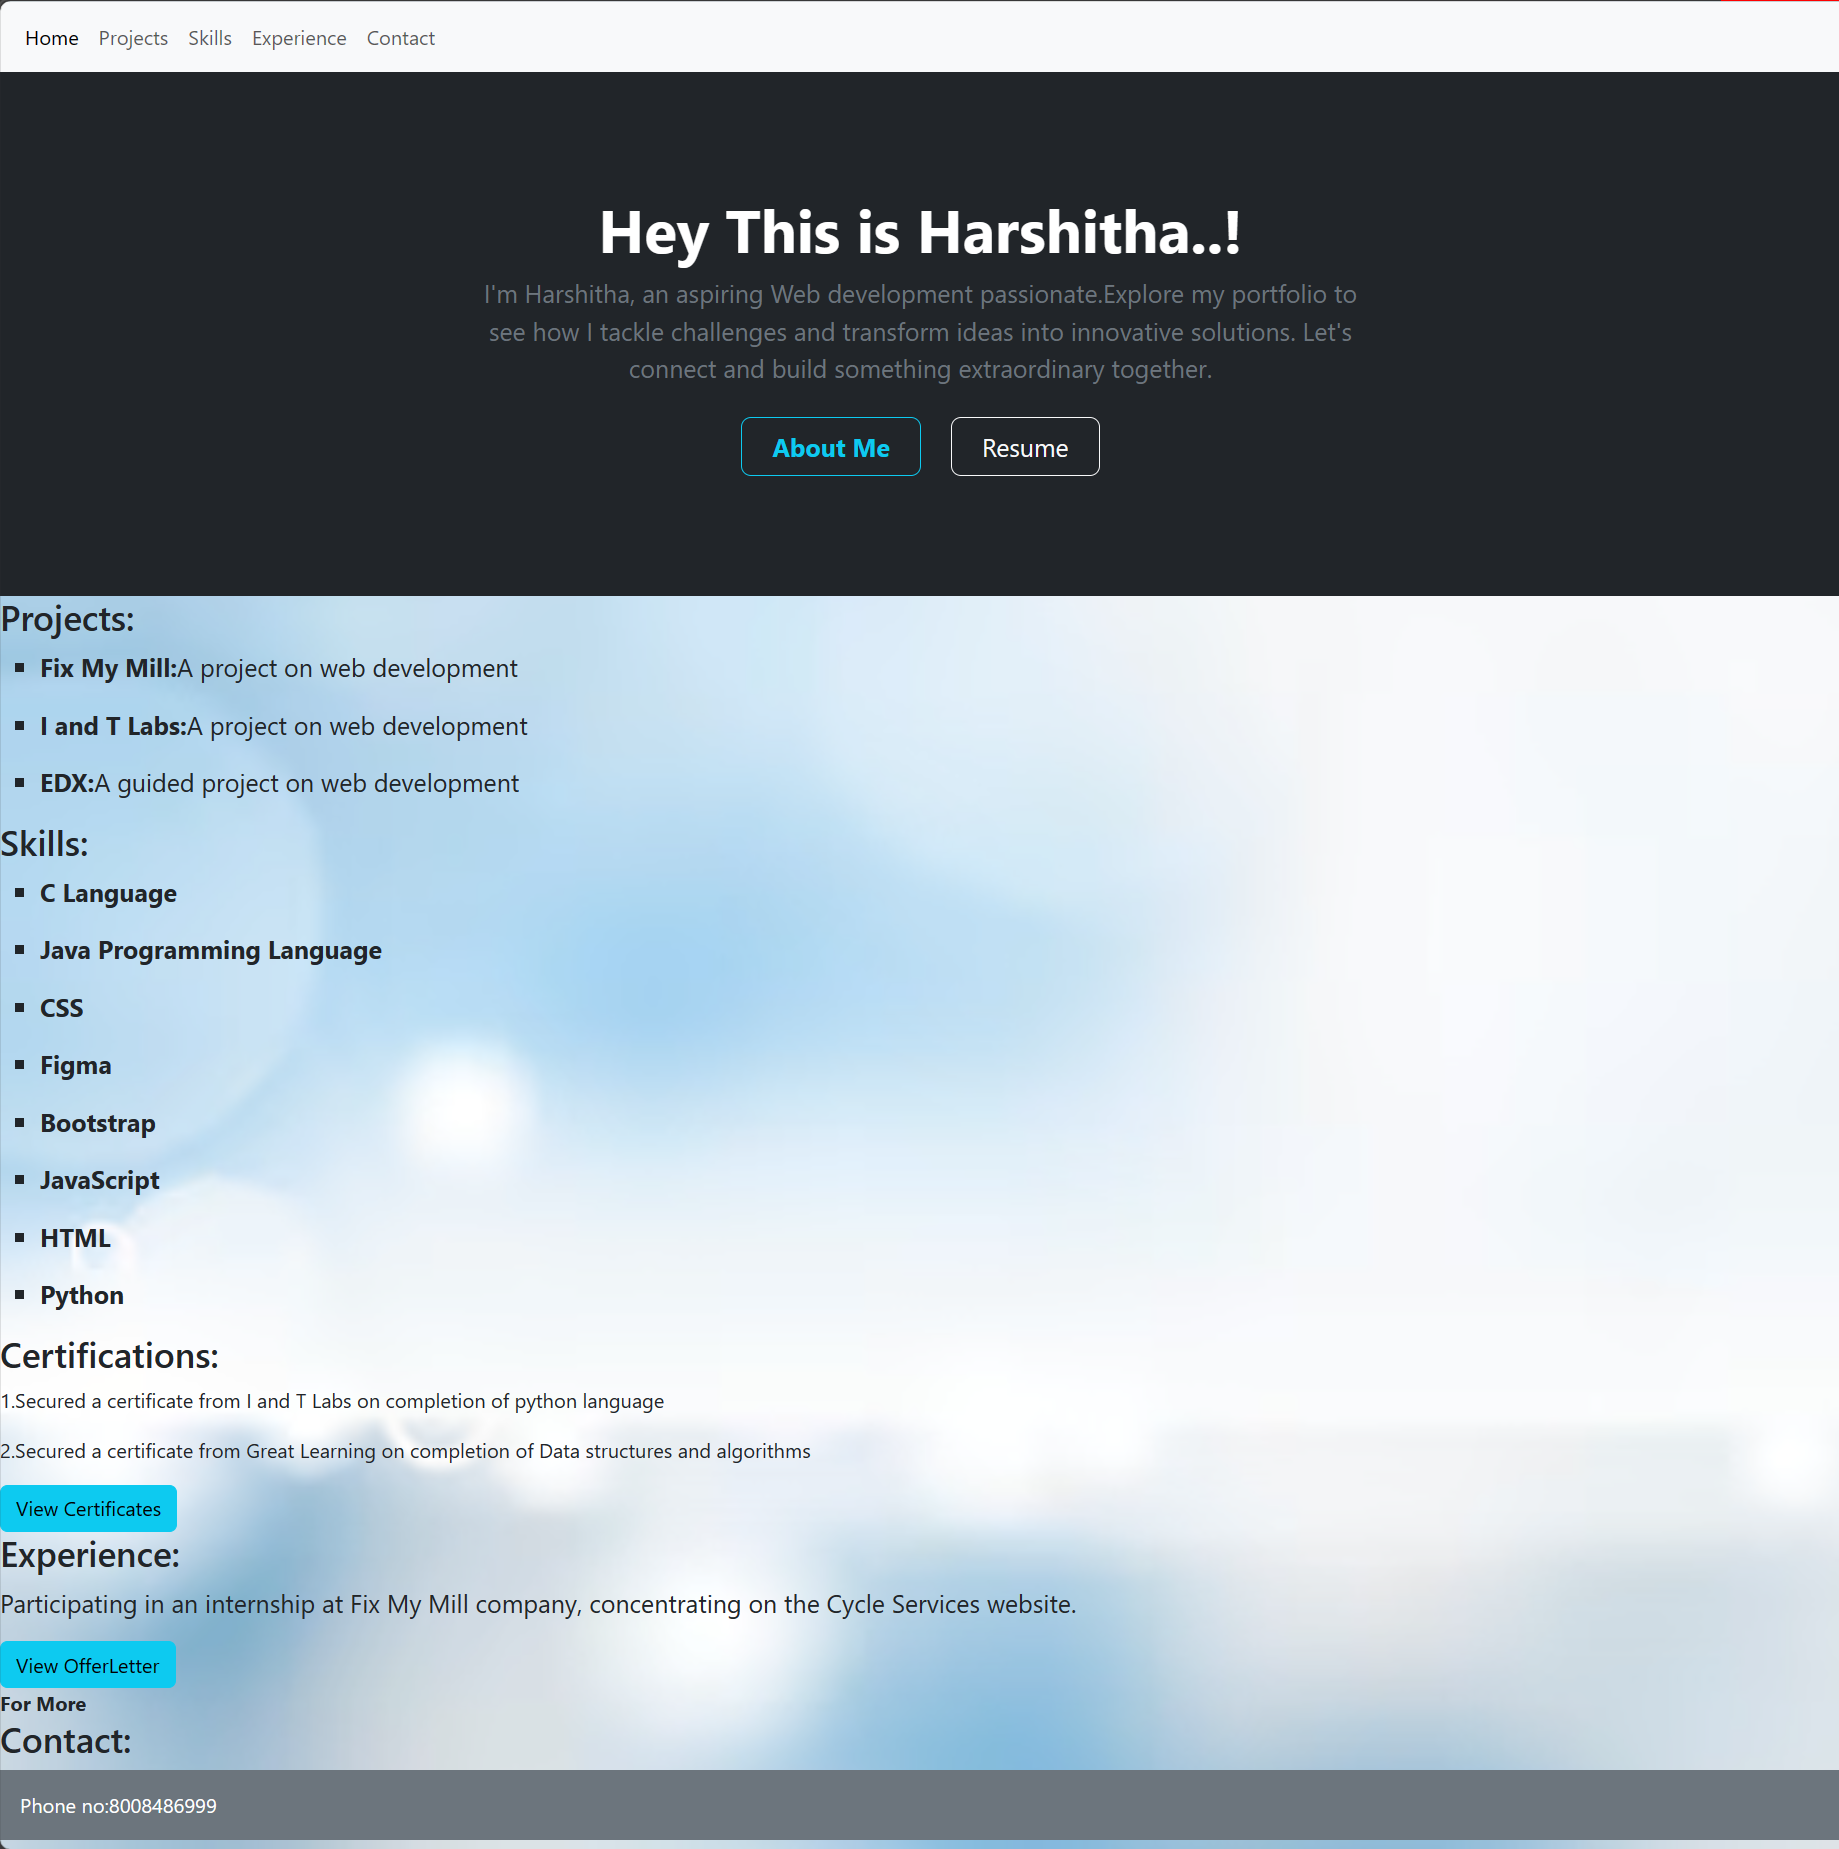 Home Projects Skills Experience Contact
Hey This is Harshitha..!
I'm Harshitha, an aspiring Web development passionate.Explore my portfolio to
see how I tackle challenges and transform ideas into innovative solutions. Let's
connect and build something extraordinary together.
About Me Resume
Projects:
Fix My Mill:A project on web development
I and T Labs:A project on web development
EDX:A guided project on web development
Skills:
C Language
Java Programming Language
CSS
Figma
Bootstrap
JavaScript
HTML
Python
Certifications:
1.Secured a certificate from I and T Labs on completion of python language
2.Secured a certificate from Great Learning on completion of Data structures and algorithms
View Certificates
Experience:
Participating in an internship at Fix My Mill company, concentrating on the Cycle Services website.
View OfferLetter
For More
Contact:
Phone no:8008486999